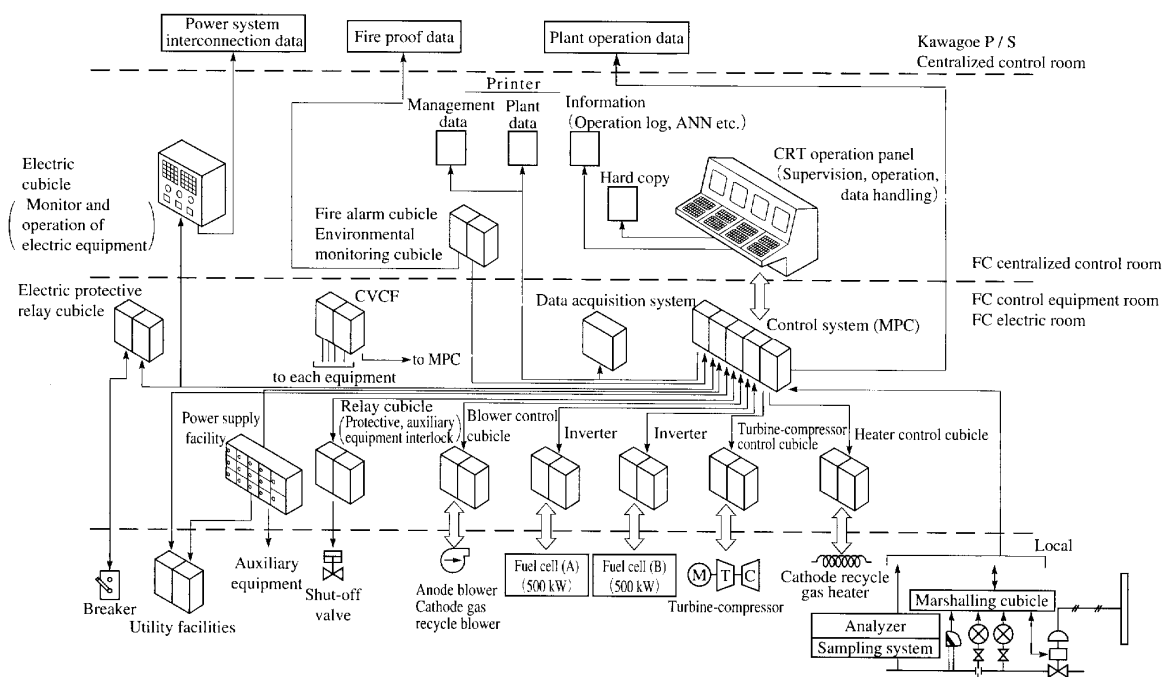 Power system
interconnection data
Fire proof data
Plant operation data
Kawagoe P / S
Centralized control room
Printer
Management
data
Plant
data
Information
(Operation log, ANN etc.)
Hard copy
CRT operation panel
(Supervision, operation,
data handling)
Electric
cubicle
(Monitor and
operation of
electric equipment)
Fire alarm cubicle
Environmental
monitoring cubicle
FC centralized control room
FC control equipment room
FC electric room
Electric protective
relay cubicle
CVCF
to MPC
to each equipment
Data acquisition system
Control system (MPC)
Power supply
facility
Relay cubicle
(Protective, auxiliary
equipment interlock)
Blower control
cubicle
Inverter
Inverter
Turbine-compressor
control cubicle
Heater control cubicle
Local
Breaker
Utility facilities
Auxiliary
equipment
Shut-off
valve
Anode blower
Cathode gas
recycle blower
Fuel cell (A)
(500 kW)
Fuel cell (B)
(500 kW)
M T C
Turbine-compressor
Cathode recycle
gas heater
Marshalling cubicle
Analyzer
Sampling system